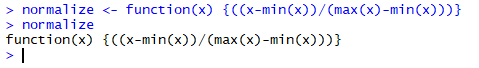 > normalize <- function(x) {((x-min(x))/(max(x)-min(x)))}
> normalize
function(x) {((x-min(x))/(max(x)-min(x)))}
>